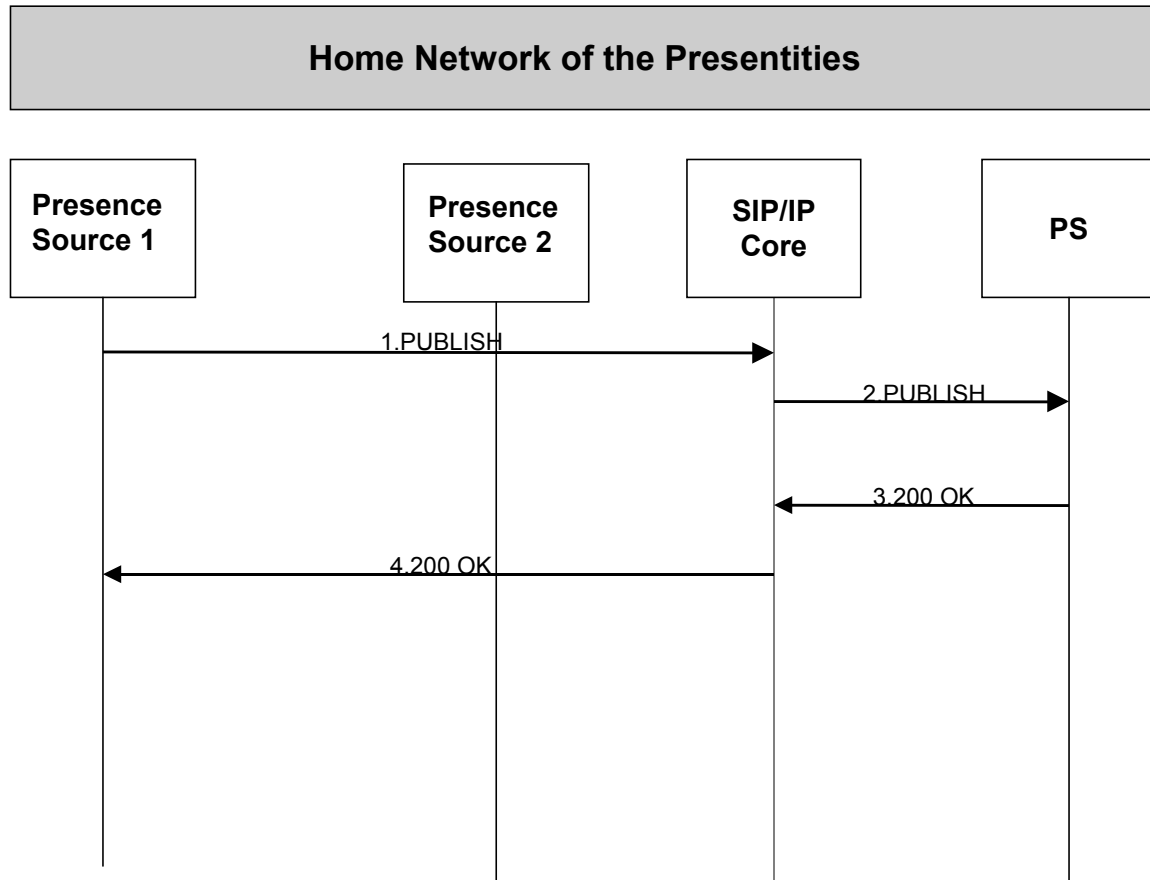 Home Network of the Presentities
Presence
Source 1
Presence
Source 2
SIP/IP
Core
PS
1.PUBLISH
2.PUBLISH
3.200 OK
4.200 OK